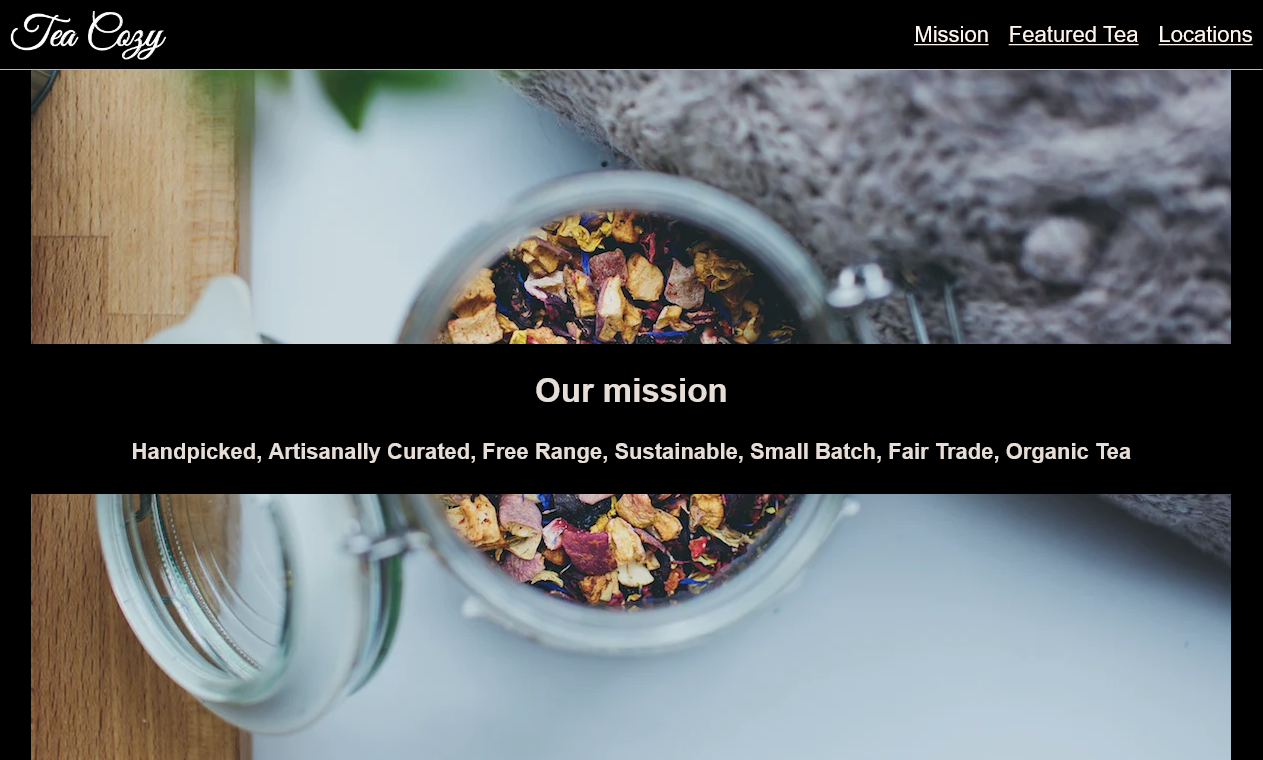 Tea Cozy
Mission Featured Tea Locations
Our mission
Handpicked, Artisanally Curated, Free Range, Sustainable, Small Batch, Fair Trade, Organic Tea